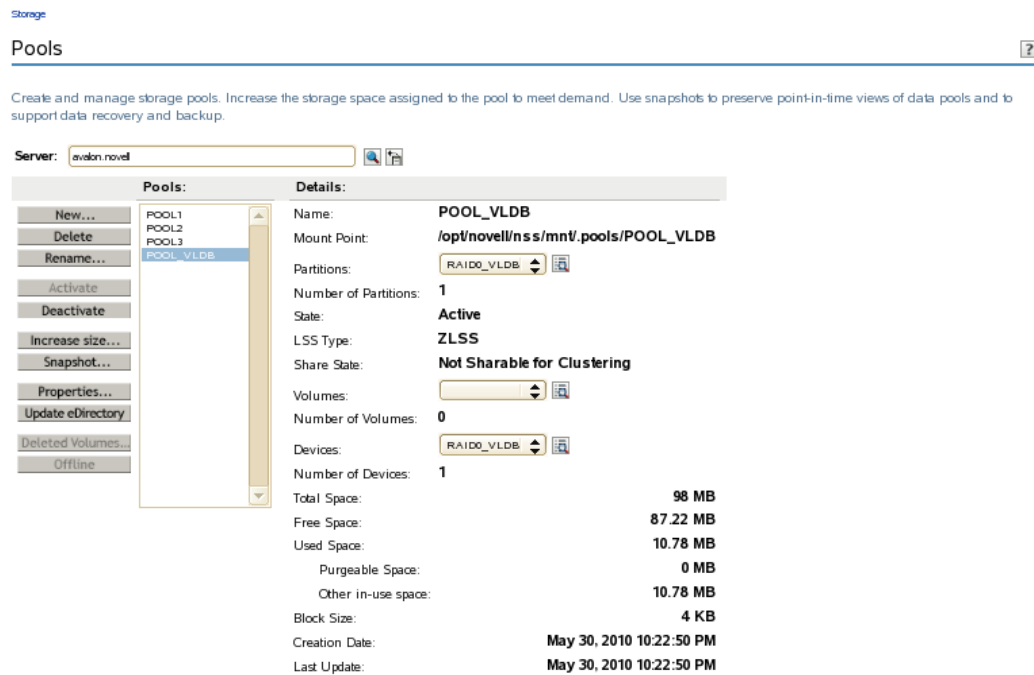 Storage
Pools
?
Create and manage storage pools. Increase the storage space assigned to the pool to meet demand. Use snapshots to preserve point-in-time views of data pools and to
support data recovery and backup.
Server: avalon.novell
Pools: Details:
New...
Delete
Rename...
Activate
Deactivate
Increase size...
Snapshot...
Properties...
Update eDirectory
Deleted Volumes...
Offline
POOL1
POOL2
POOL3
POOL_VLDB
Name: POOL_VLDB
Mount Point: /opt/novell/nss/mnt/.pools/POOL_VLDB
Partitions: RAID0_VLDB
Number of Partitions: 1
State: Active
LSS Type: ZLSS
Share State: Not Sharable for Clustering
Volumes:
Number of Volumes: 0
Devices: RAID0_VLDB
Number of Devices: 1
Total Space: 98 MB
Free Space: 87.22 MB
Used Space: 10.78 MB
Purgeable Space: 0 MB
Other in-use space: 10.78 MB
Block Size: 4 KB
Creation Date: May 30, 2010 10:22:50 PM
Last Update: May 30, 2010 10:22:50 PM